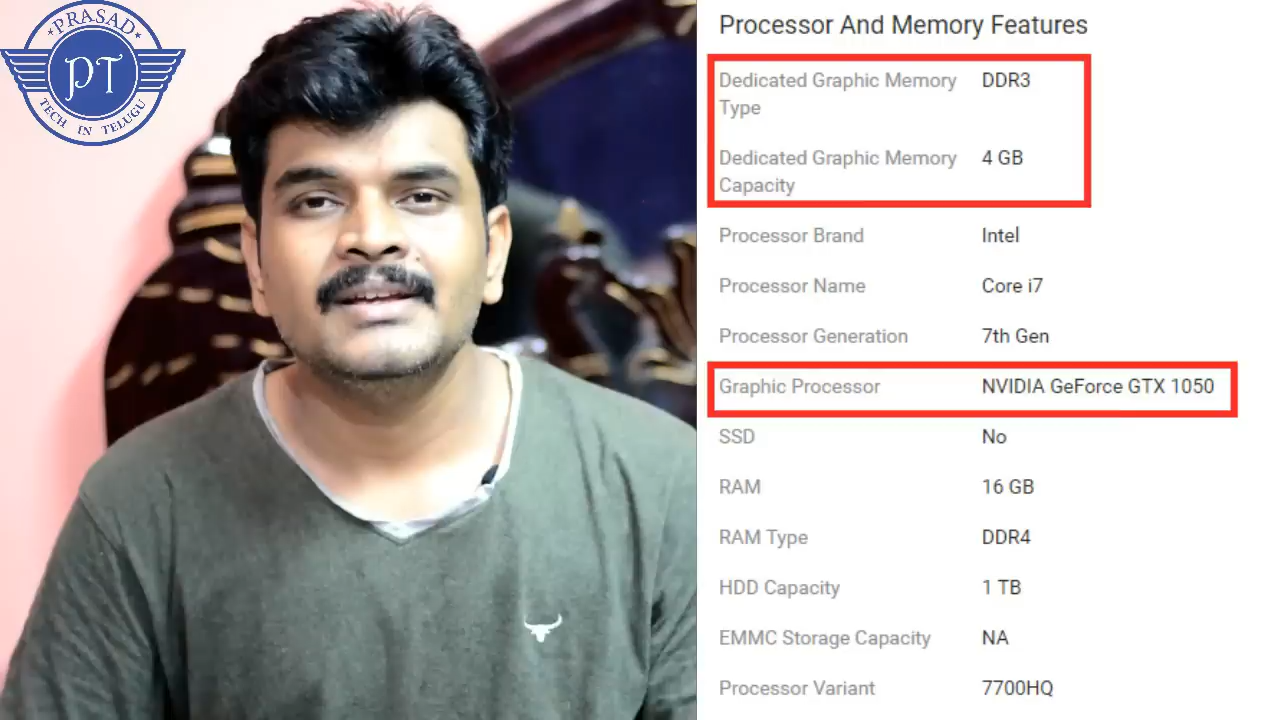 PRASAD
PT
TECH IN TELUGU
Processor And Memory Features
Dedicated Graphic Memory Type DDR3
Dedicated Graphic Memory Capacity 4 GB
Processor Brand Intel
Processor Name Core i7
Processor Generation 7th Gen
Graphic Processor NVIDIA GeForce GTX 1050
SSD No
RAM 16 GB
RAM Type DDR4
HDD Capacity 1 TB
EMMC Storage Capacity NA
Processor Variant 7700HQ